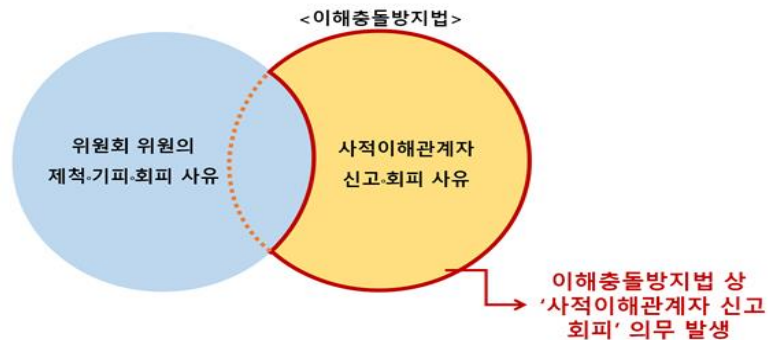 <이해충돌방지법>
위원회 위원의
제척·기피·회피 사유
사적이해관계자
신고·회피 사유
이해충돌방지법 상
‘사적이해관계자 신고
회피’ 의무 발생